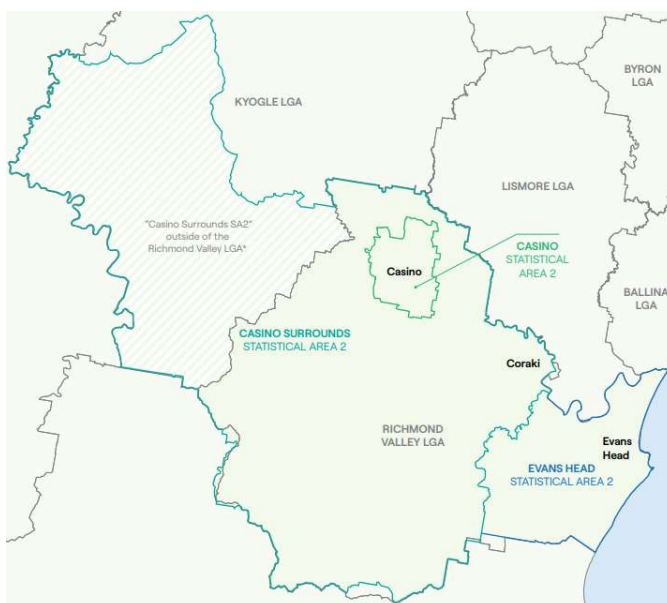 BYRON
LGA
KYOGLE LGA
LISMORE LGA
"Casino Surrounds SA2"
outside of the
Richmond Valley LGA*
CASINO
STATISTICAL
AREA 2
Casino
BALLINA
LGA
CASINO SURROUNDS
STATISTICAL AREA 2
Coraki
RICHMOND
VALLEY LGA
Evans
Head
EVANS HEAD
STATISTICAL AREA 2